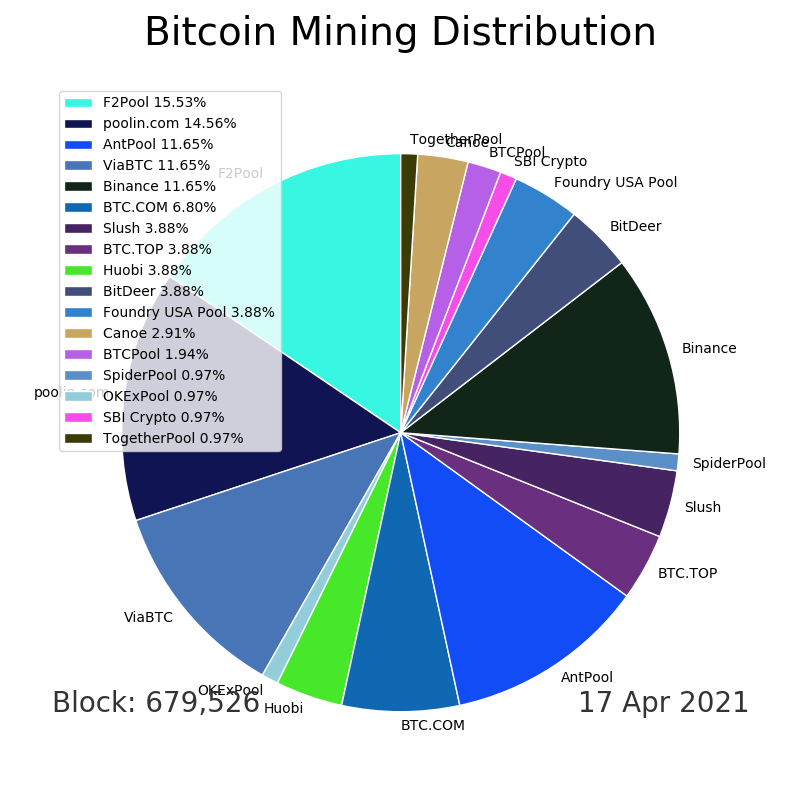 Bitcoin Mining Distribution
F2Pool 15.53%
poolin.com 14.56%
AntPool 11.65%
ViaBTC 11.65%
Binance 11.65%
BTC.COM 6.80%
Slush 3.88%
BTC.TOP 3.88%
Huobi 3.88%
BitDeer 3.88%
Foundry USA Pool 3.88%
Canoe 2.91%
BTCPool 1.94%
SpiderPool 0.97%
OKExPool 0.97%
SBI Crypto 0.97%
TogetherPool 0.97%
TogetherPool
Canoe
BTCPool
SBI Crypto
F2Pool
Foundry USA Pool
BitDeer
Binance
poolin.com
SpiderPool
Slush
BTC.TOP
ViaBTC
AntPool
OKExPool
Huobi
BTC.COM
Block: 679,526
17 Apr 2021